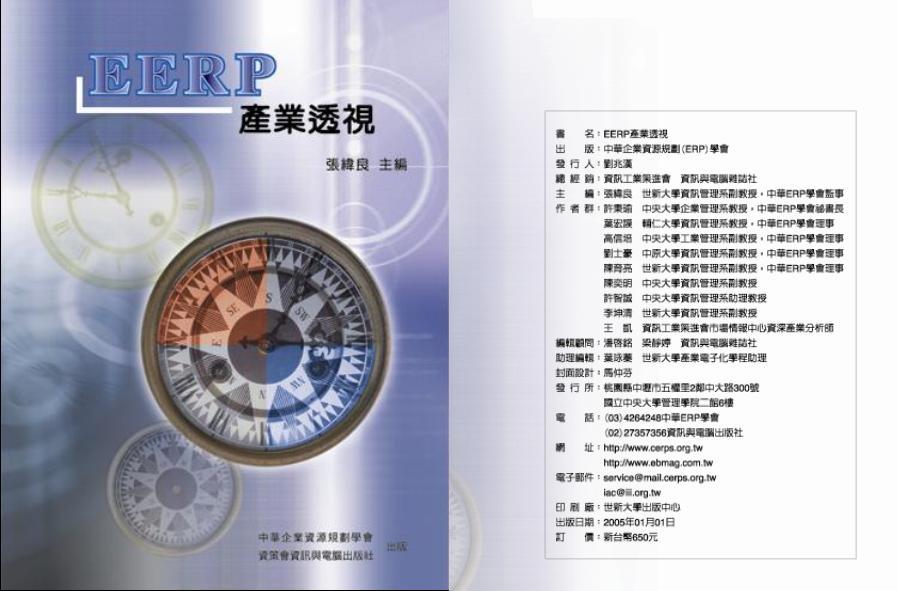 EERP
產業透視
張緯良 主編
S
SE
SW
E
N
NW
中華企業資源規劃學會
資策會資訊與電腦出版社
出版
書 名：EERP產業透視
出 版：中華企業資源規劃(ERP)學會
發 行 人：劉兆漢
總 經 銷：資訊工業策進會 資訊與電腦雜誌社
主 編：張緯良 世新大學資訊管理系副教授，中華ERP學會監事
作 者 群：許秉瑜 中央大學企業管理系教授，中華ERP學會祕書長
葉宏謨 輔仁大學資訊管理系教授，中華ERP學會理事
高信培 中央大學工業管理系副教授，中華ERP學會理事
劉士豪 中原大學資訊管理系副教授，中華ERP學會理事
陳育亮 世新大學資訊管理系副教授，中華ERP學會理事
陳奕明 中央大學資訊管理系副教授
許智誠 中央大學資訊管理系助理教授
李坤清 世新大學資訊管理系副教授
王 凱 資訊工業策進會市場情報中心資深產業分析師
編輯顧問：潘啓銘 梁靜婷 資訊與電腦雜誌社
助理編輯：葉詠蓁 世新大學產業電子化學程助理
封面設計：馬仲芬
發 行 所：桃園縣中壢市五權里2鄰中大路300號
國立中央大學管理學院二館6樓
電 話：(03)4264248中華ERP學會
(02)27357356資訊與電腦出版社
網 址：http://www.cerps.org.tw
http://www.ebmag.com.tw
電子郵件：service@mail.cerps.org.tw
iac@iii.org.tw
印 刷 廠：世新大學出版中心
出版日期：2005年01月01日
訂 價：新台幣650元